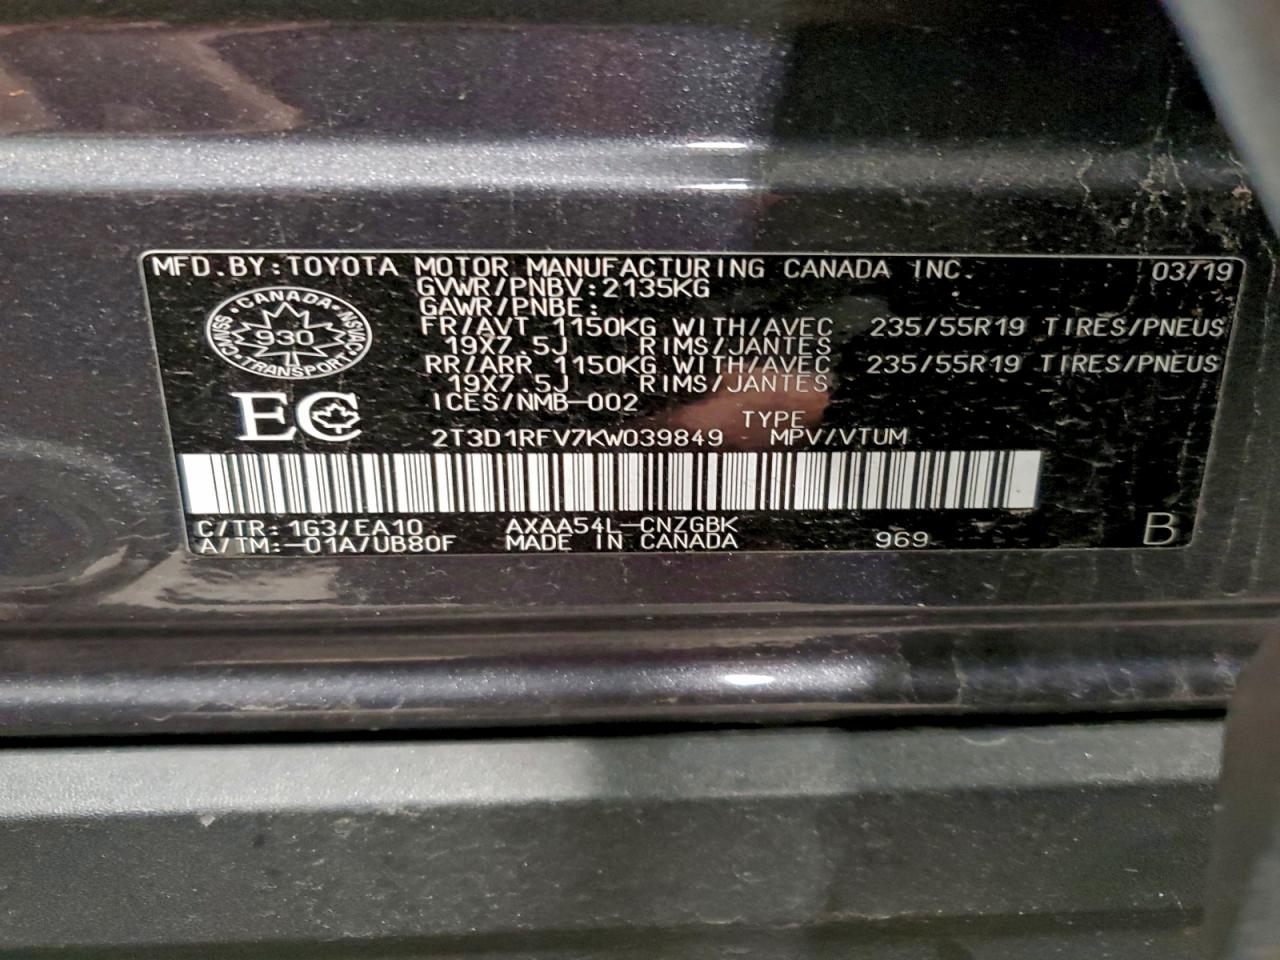 MFD.BY:TOYOTA MOTOR MANUFACTURING CANADA INC. 03/19
GVWR/PNBV:2135KG
GAWR/PNBE:
FR/AVT 1150KG WITH/AVEC 235/55R19 TIRES/PNEUS
19X7.5J RIMS/JANTES
RR/ARR 1150KG WITH/AVEC 235/55R19 TIRES/PNEUS
19X7.5J RIMS/JANTES
ICES/NMB-002
CANADA
930
TRANSPORT
EC
TYPE
2T3D1RFV7KW039849 MPV/VTUM
C/TR: 1G3/EA10 AXAA54L-CNZGBK
A/TM:-01A/UB80F MADE IN CANADA 969 B